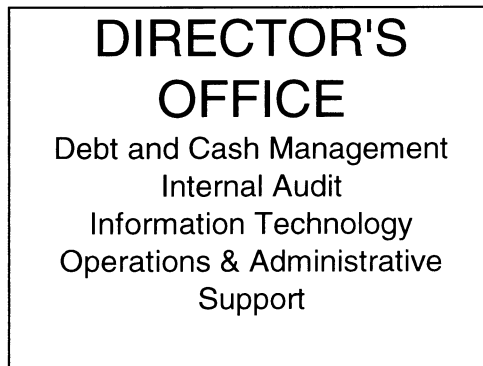 DIRECTOR'S
OFFICE
Debt and Cash Management
Internal Audit
Information Technology
Operations & Administrative
Support